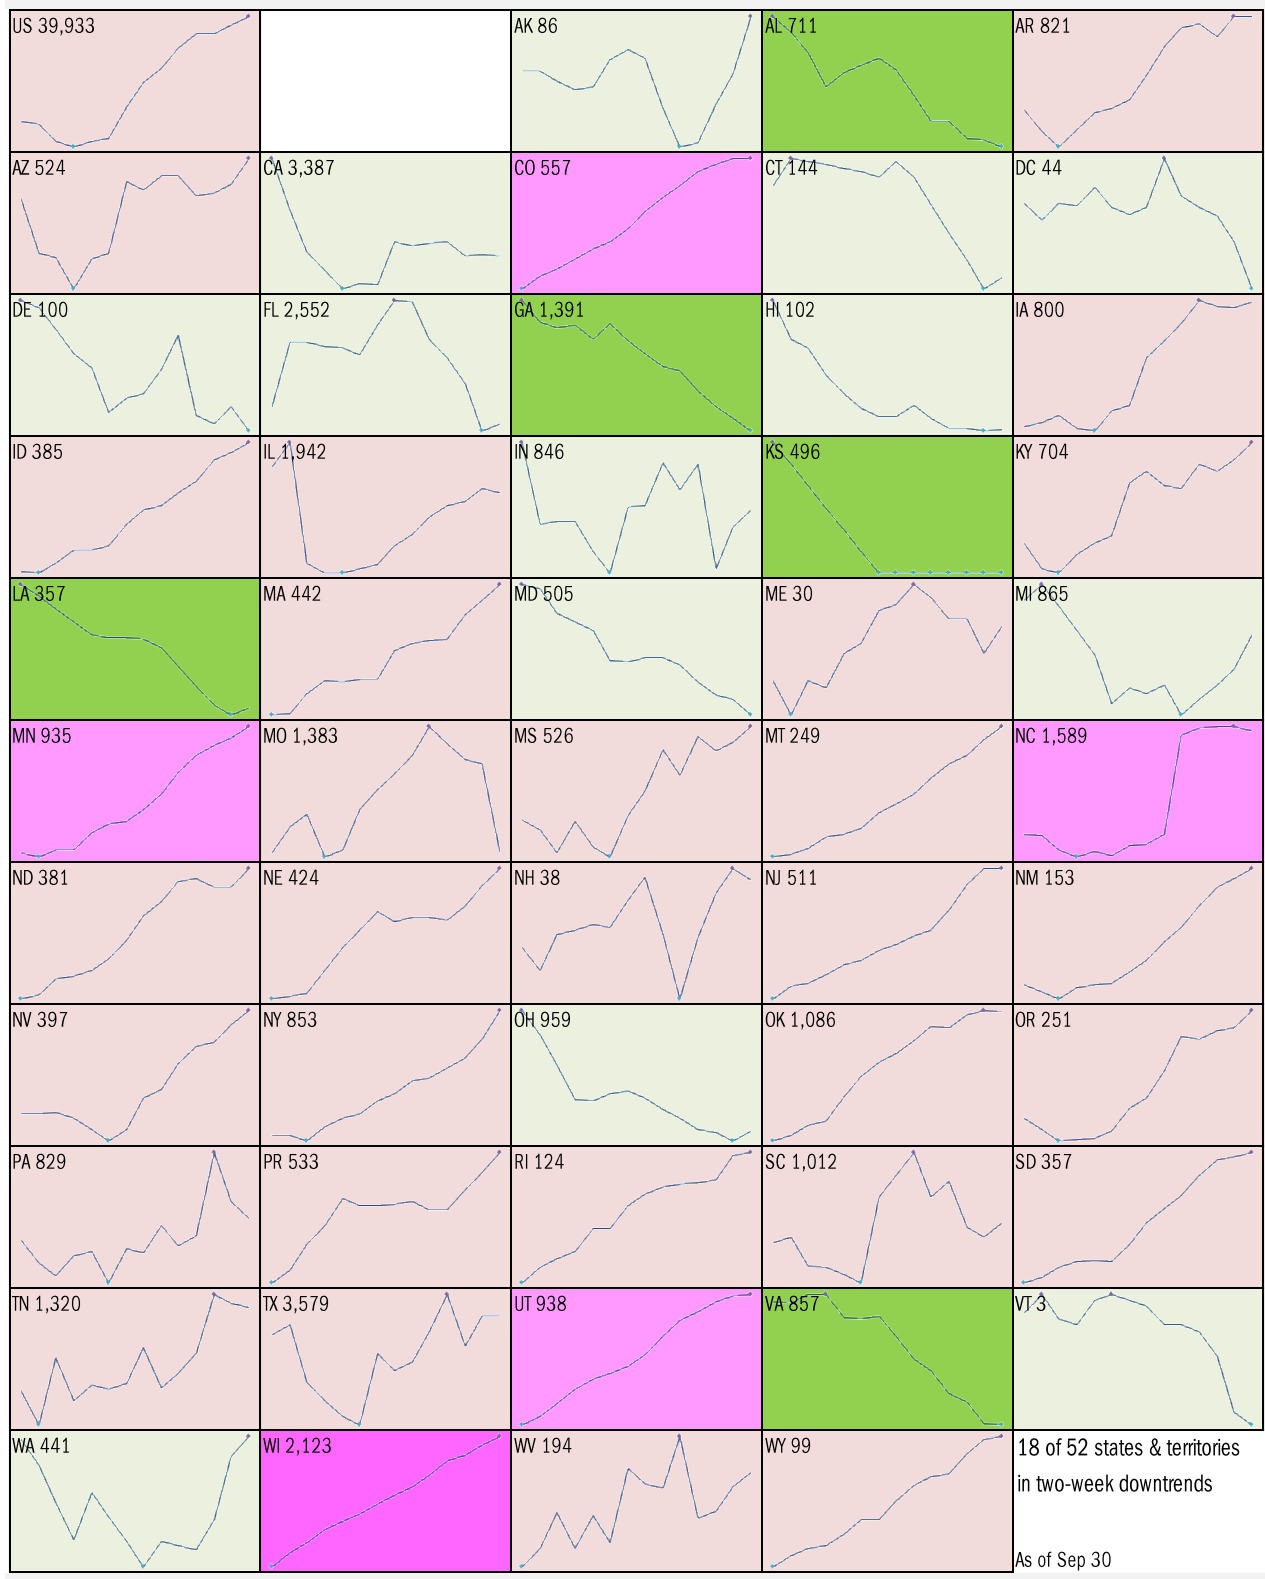 US 39,933
AK 86
AL 711
AR 821
AZ 524
CA 3,387
CO 557
CT 144
DC 44
DE 100
FL 2,552
GA 1,391
HI 102
IA 800
ID 385
IL 1,942
IN 846
KS 496
KY 704
LA 357
MA 442
MD 505
ME 30
MI 865
MN 935
MO 1,383
MS 526
MT 249
NC 1,589
ND 381
NE 424
NH 38
NJ 511
NM 153
NV 397
NY 853
OH 959
OK 1,086
OR 251
PA 829
PR 533
RI 124
SC 1,012
SD 357
TN 1,320
TX 3,579
UT 938
VA 857
VT 3
WA 441
WI 2,123
WV 194
WY 99
18 of 52 states & territories
in two-week downtrends
As of Sep 30